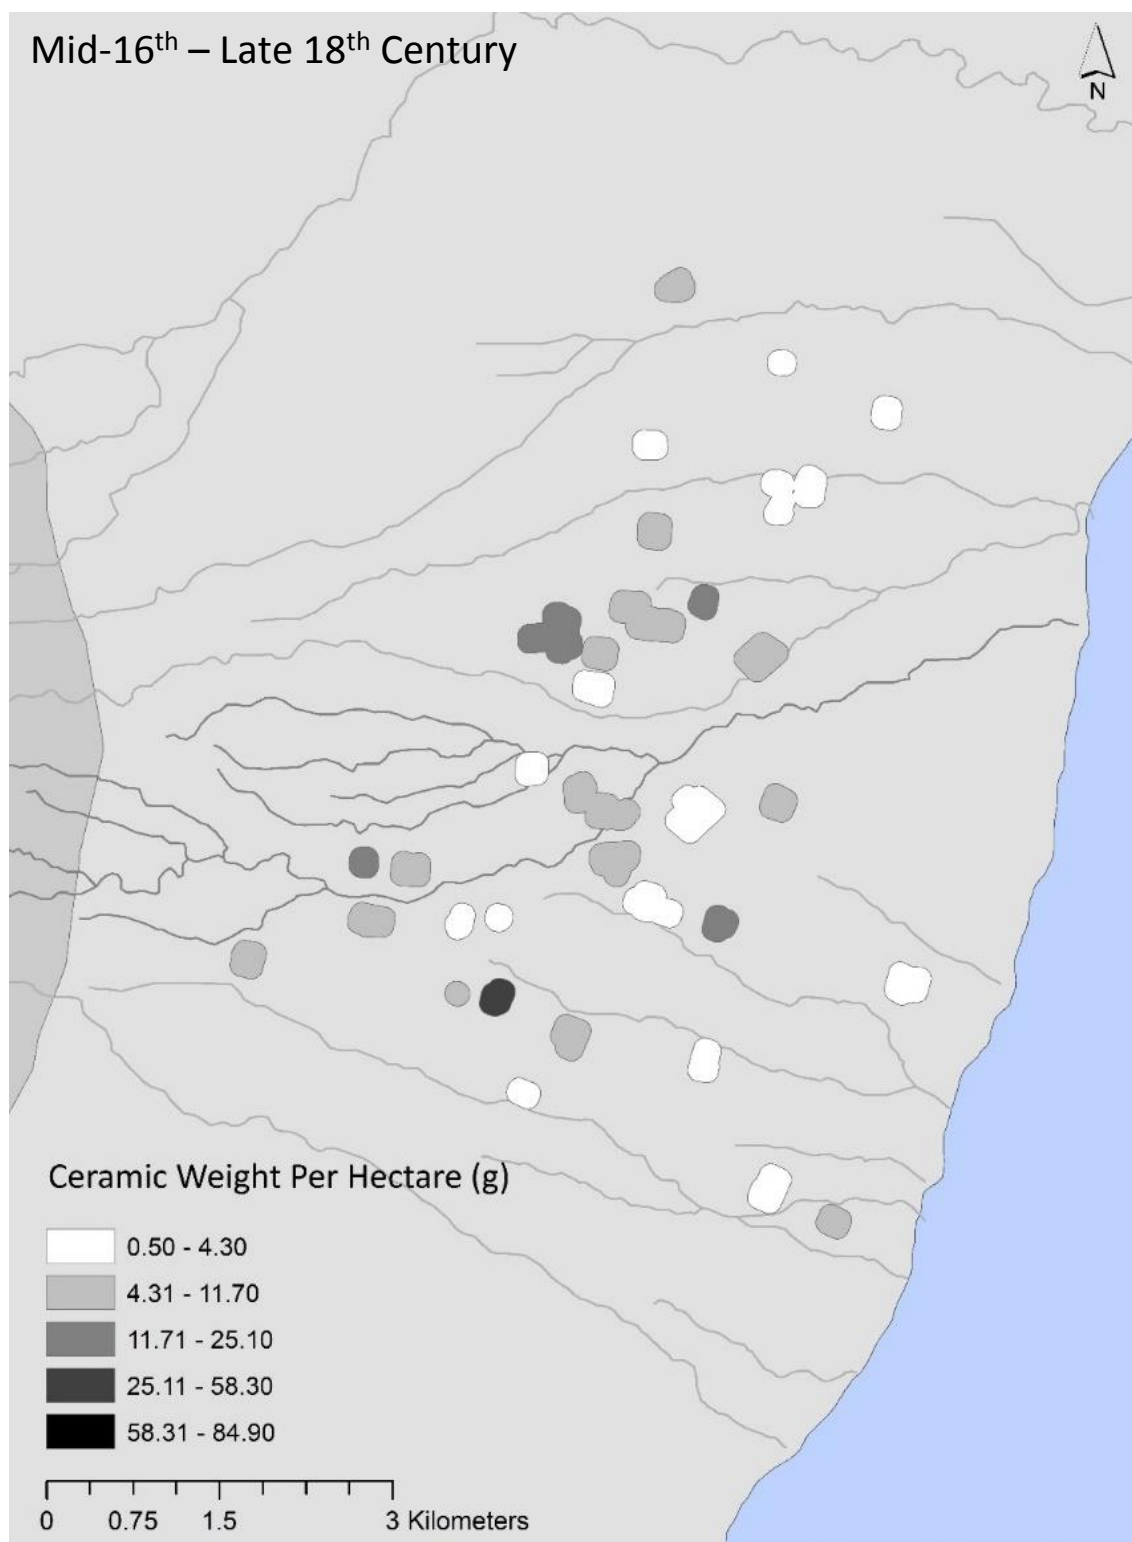 Mid-16th – Late 18th Century
N
Ceramic Weight Per Hectare (g)
0.50 - 4.30
4.31 - 11.70
11.71 - 25.10
25.11 - 58.30
58.31 - 84.90
0 0.75 1.5 3 Kilometers